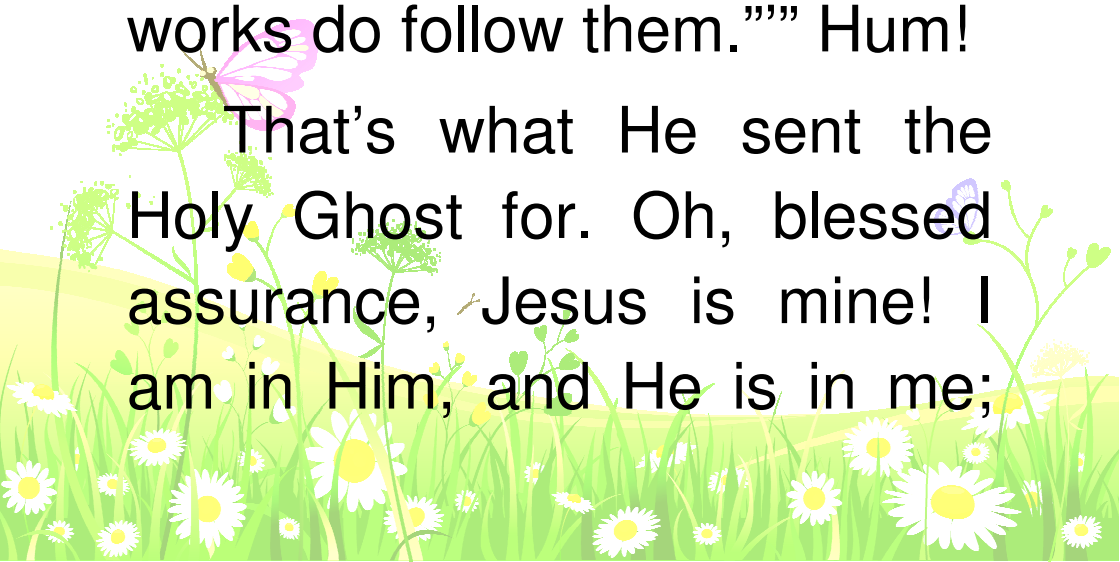 works do follow them.”’” Hum!
That’s what He sent the
Holy Ghost for. Oh, blessed
assurance, Jesus is mine! I
am in Him, and He is in me;